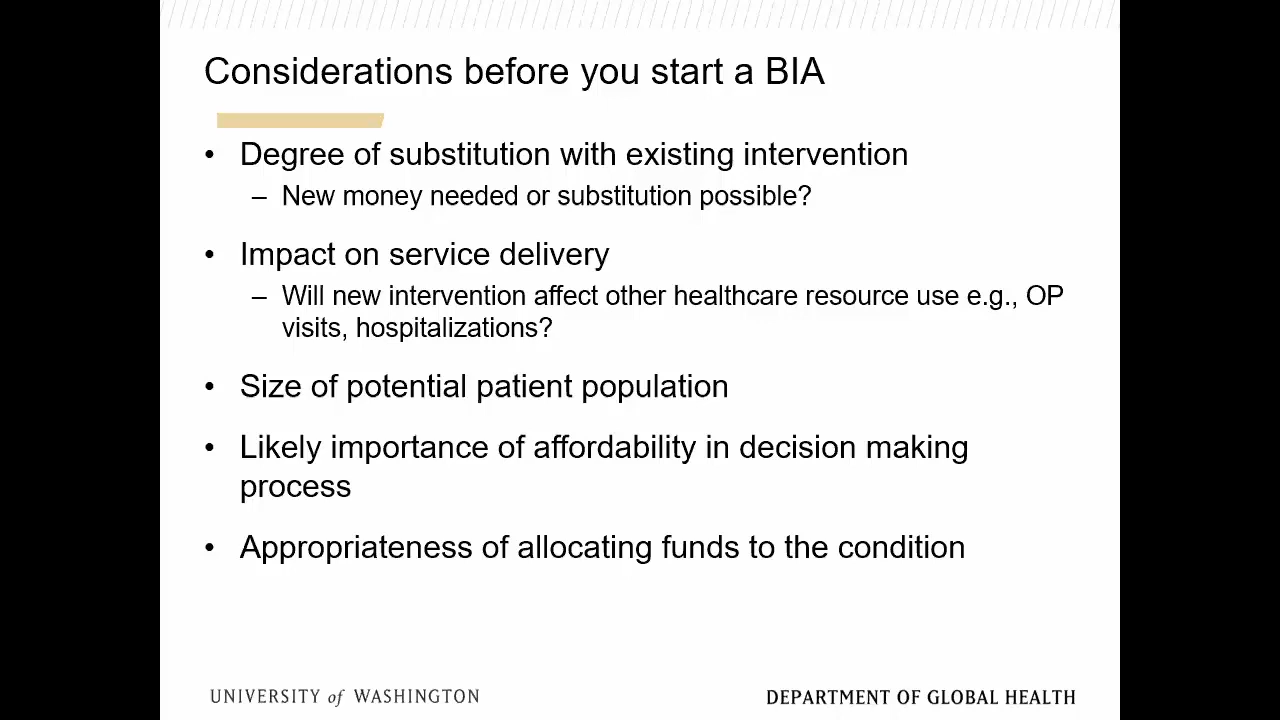 Considerations before you start a BIA
• Degree of substitution with existing intervention
– New money needed or substitution possible?
• Impact on service delivery
– Will new intervention affect other healthcare resource use e.g., OP
visits, hospitalizations?
• Size of potential patient population
• Likely importance of affordability in decision making
process
• Appropriateness of allocating funds to the condition
UNIVERSITY of WASHINGTON
DEPARTMENT OF GLOBAL HEALTH